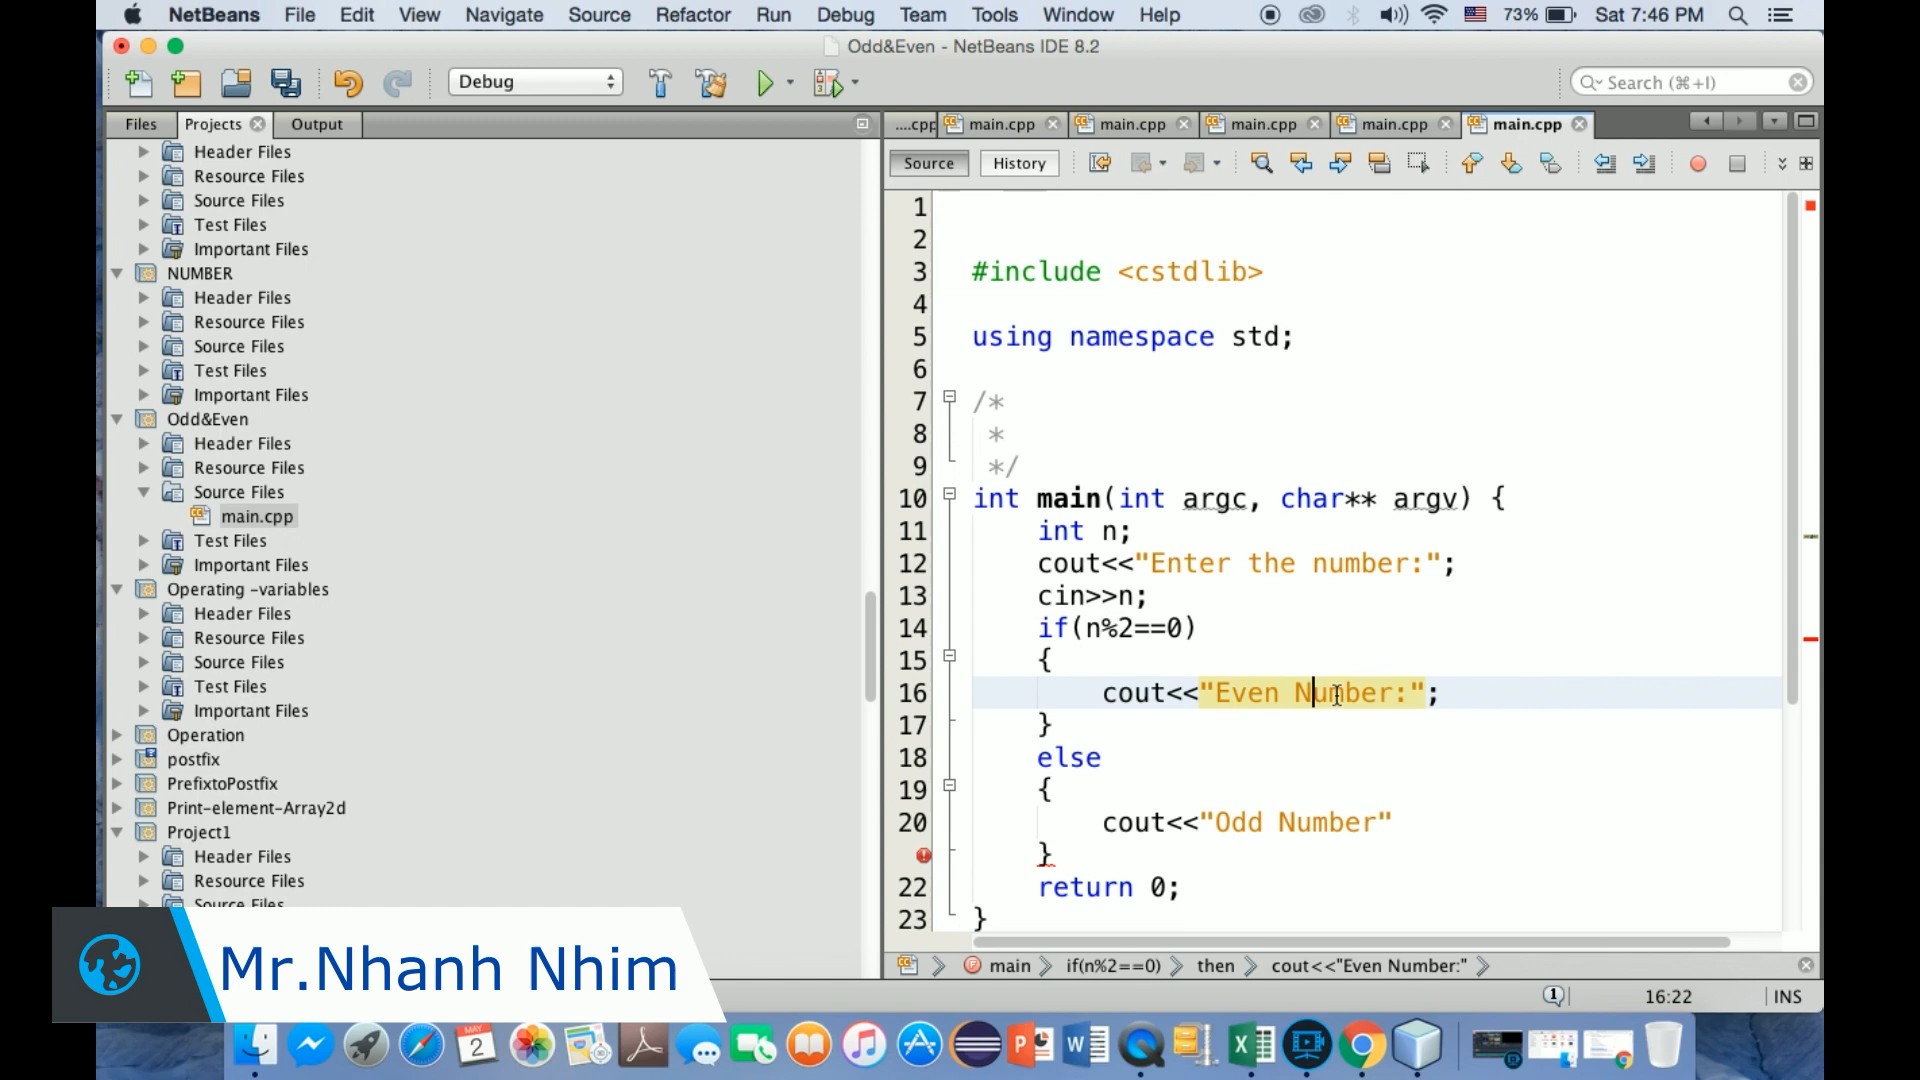 NetBeans File Edit View Navigate Source Refactor Run Debug Team Tools Window Help 73% Sat 7:46 PM
Odd&Even - NetBeans IDE 8.2
Debug
Search (⌘+I)
Files Projects Output
....cpp main.cpp main.cpp main.cpp main.cpp main.cpp
Source History
Header Files
Resource Files
Source Files
Test Files
Important Files
NUMBER
Header Files
Resource Files
Source Files
Test Files
Important Files
Odd&Even
Header Files
Resource Files
Source Files
main.cpp
Test Files
Important Files
Operating -variables
Header Files
Resource Files
Source Files
Test Files
Important Files
Operation
postfix
PrefixtoPostfix
Print-element-Array2d
Project1
Header Files
Resource Files
Source Files
1
2
3 #include <cstdlib>
4
5 using namespace std;
6
7 /*
8 *
9 */
10 int main(int argc, char** argv) {
11 int n;
12 cout<<"Enter the number:";
13 cin>>n;
14 if(n%2==0)
15 {
16 cout<<"Even Number:";
17 }
18 else
19 {
20 cout<<"Odd Number"
}
22 return 0;
23 }
main if(n%2==0) then cout<<"Even Number:"
1 16:22 INS
Mr.Nhanh Nhim
MAY
2